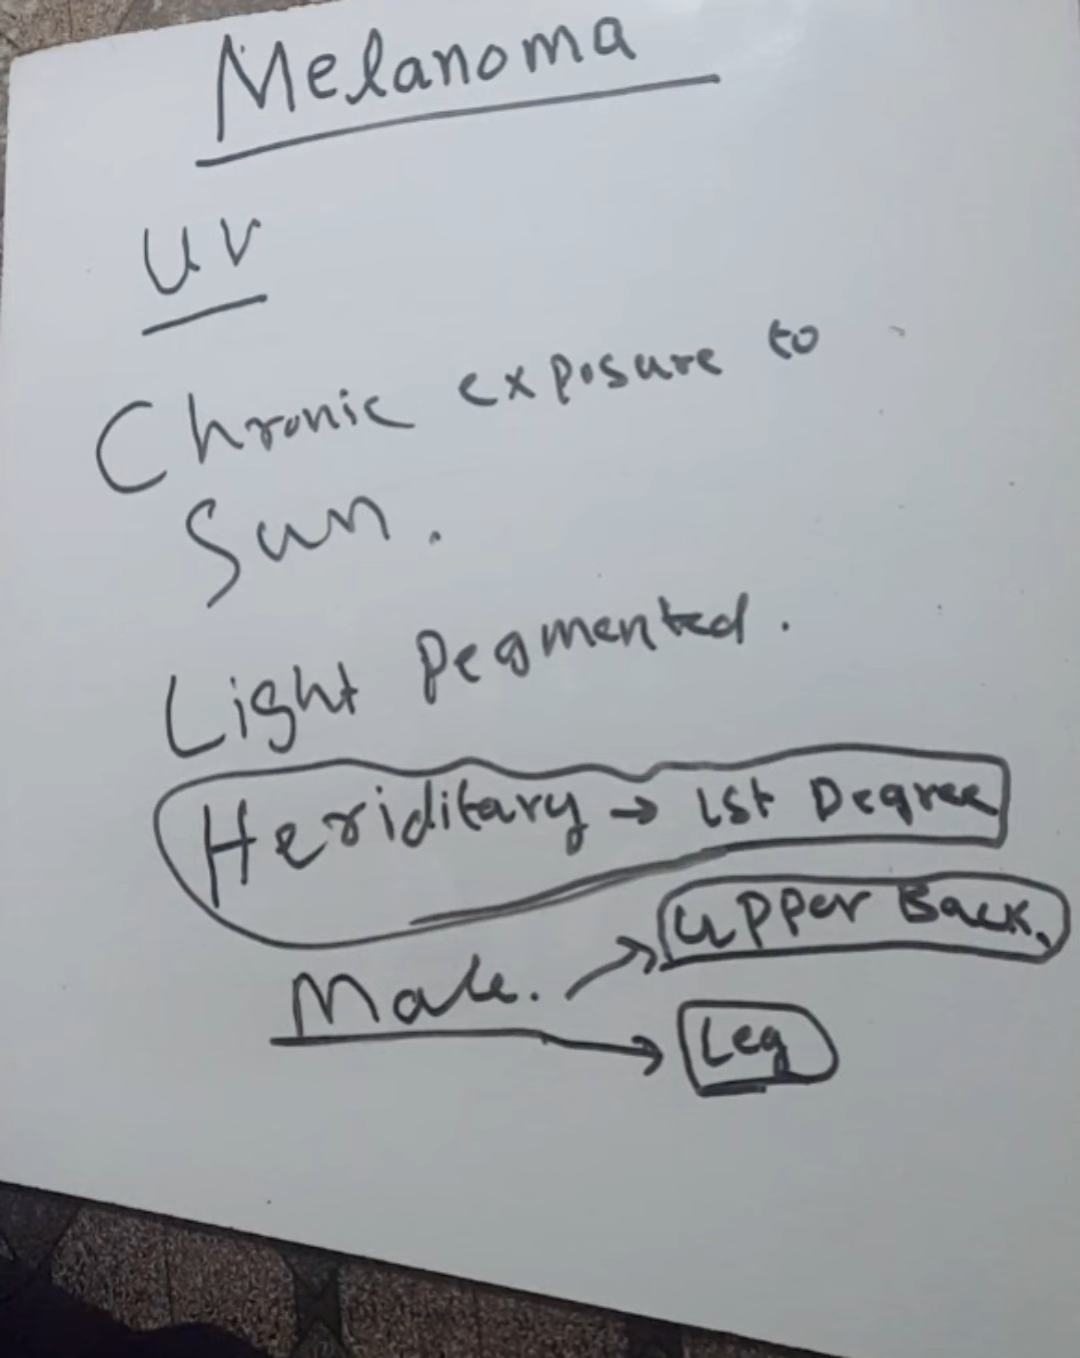 Melanoma
UV
Chronic exposure to
Sun.
Light Pegmented.
Heriditary → 1st Degree
Upper Back.
Male.
Leg